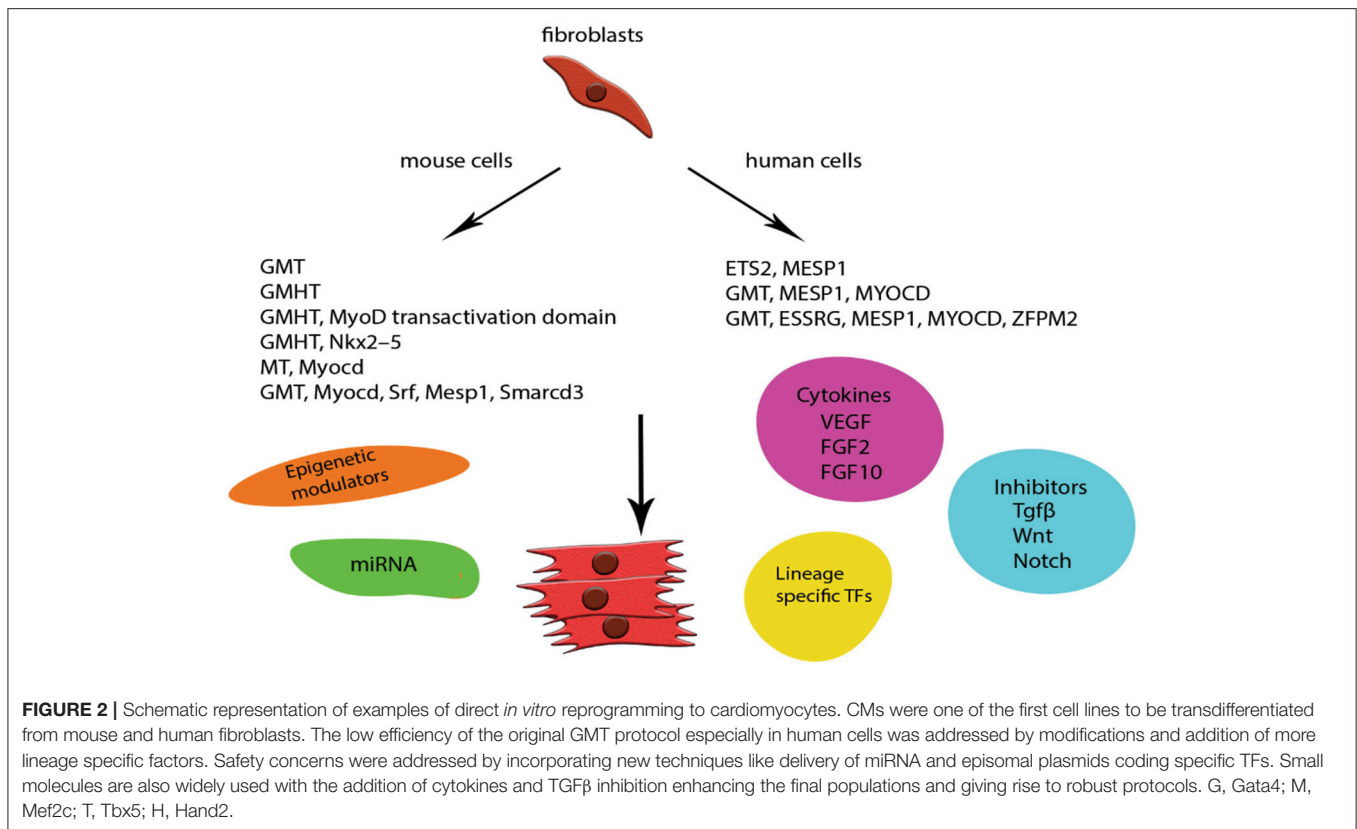 fibroblasts
mouse cells
human cells
GMT
GMHT
GMHT, MyoD transactivation domain
GMHT, Nkx2–5
MT, Myocd
GMT, Myocd, Srf, Mesp1, Smarcd3
ETS2, MESP1
GMT, MESP1, MYOCD
GMT, ESSRG, MESP1, MYOCD, ZFPM2
Epigenetic
modulators
miRNA
Cytokines
VEGF
FGF2
FGF10
Inhibitors
Tgfβ
Wnt
Notch
Lineage
specific TFs
FIGURE 2 | Schematic representation of examples of direct in vitro reprogramming to cardiomyocytes. CMs were one of the first cell lines to be transdifferentiated
from mouse and human fibroblasts. The low efficiency of the original GMT protocol especially in human cells was addressed by modifications and addition of more
lineage specific factors. Safety concerns were addressed by incorporating new techniques like delivery of miRNA and episomal plasmids coding specific TFs. Small
molecules are also widely used with the addition of cytokines and TGFβ inhibition enhancing the final populations and giving rise to robust protocols. G, Gata4; M,
Mef2c; T, Tbx5; H, Hand2.